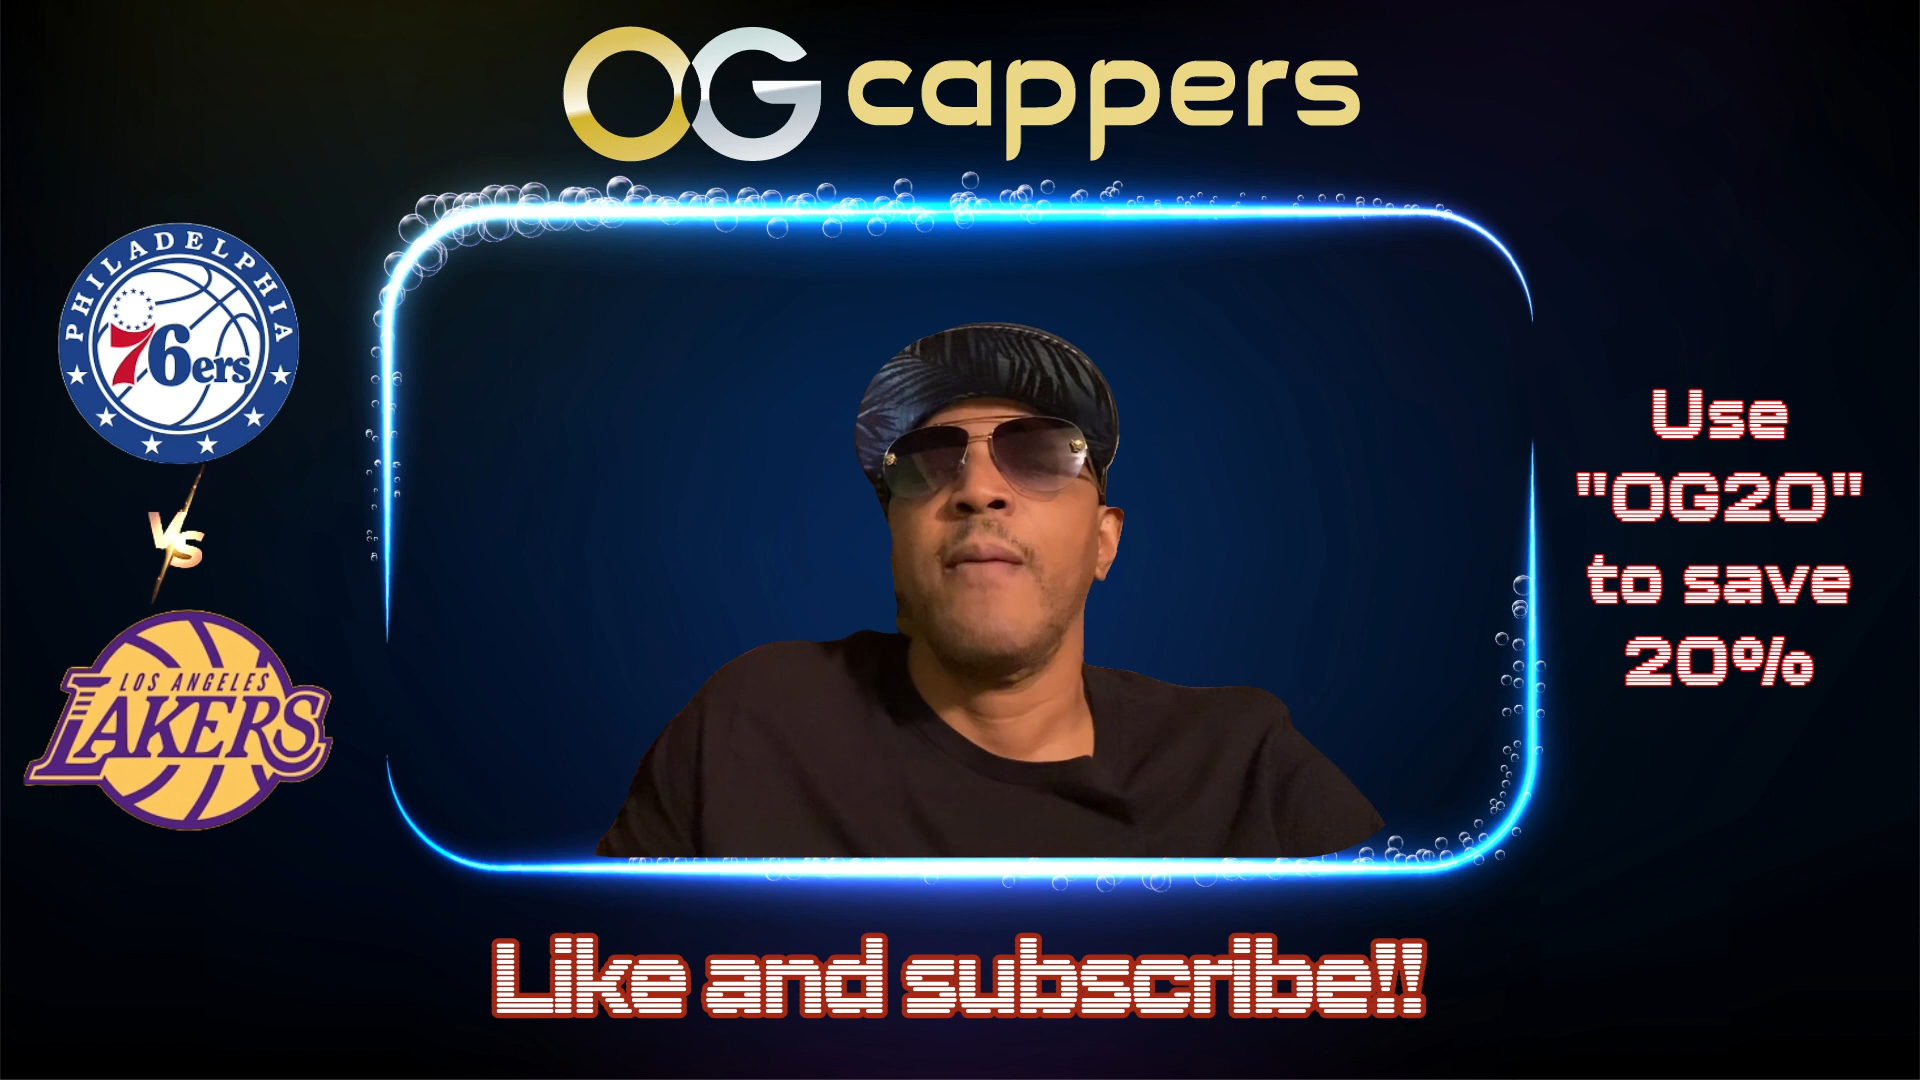 OG cappers
PHILADELPHIA
76ers
VS
LOS ANGELES
LAKERS
Use
"OG20"
to save
20%
Like and subscribe!!